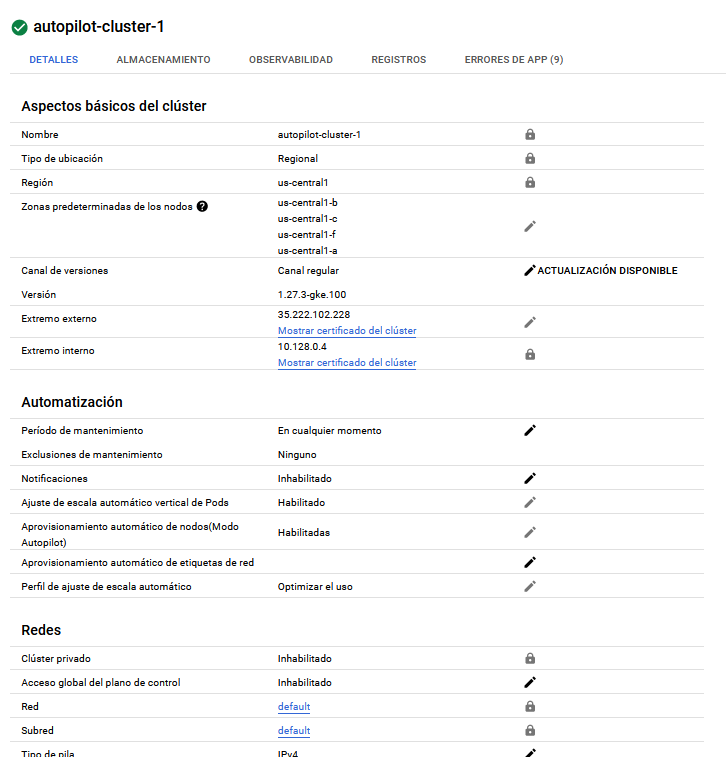 autopilot-cluster-1
DETALLES ALMACENAMIENTO OBSERVABILIDAD REGISTROS ERRORES DE APP (9)
Aspectos básicos del clúster
Nombre autopilot-cluster-1
Tipo de ubicación Regional
Región us-central1
Zonas predeterminadas de los nodos ? us-central1-b
us-central1-c
us-central1-f
us-central1-a
Canal de versiones Canal regular ACTUALIZACIÓN DISPONIBLE
Versión 1.27.3-gke.100
Extremo externo 35.222.102.228
Mostrar certificado del clúster
Extremo interno 10.128.0.4
Mostrar certificado del clúster
Automatización
Período de mantenimiento En cualquier momento
Exclusiones de mantenimiento Ninguno
Notificaciones Inhabilitado
Ajuste de escala automático vertical de Pods Habilitado
Aprovisionamiento automático de nodos(Modo
Autopilot) Habilitadas
Aprovisionamiento automático de etiquetas de red
Perfil de ajuste de escala automático Optimizar el uso
Redes
Clúster privado Inhabilitado
Acceso global del plano de control Inhabilitado
Red default
Subred default
Tipo de pila IPv4